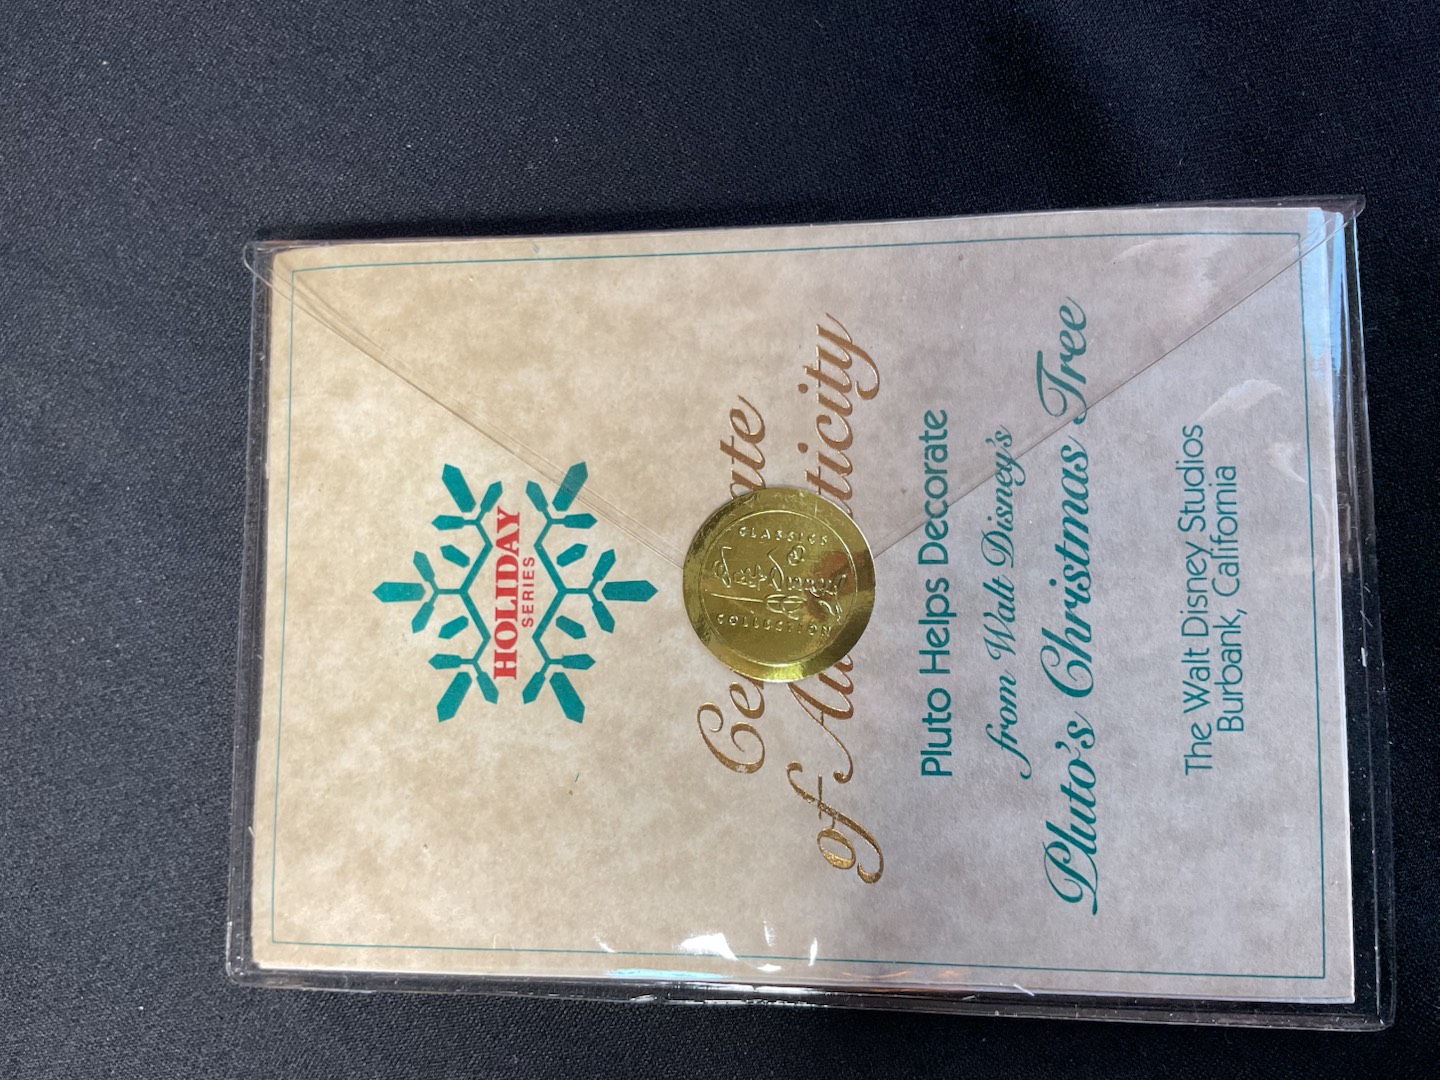 HOLIDAY
SERIES
of
CLASSICS
Walt Disney
COLLECTION
Pluto Helps Decorate
from Walt Disney's
Pluto's Christmas Tree
The Walt Disney Studios
Burbank, California